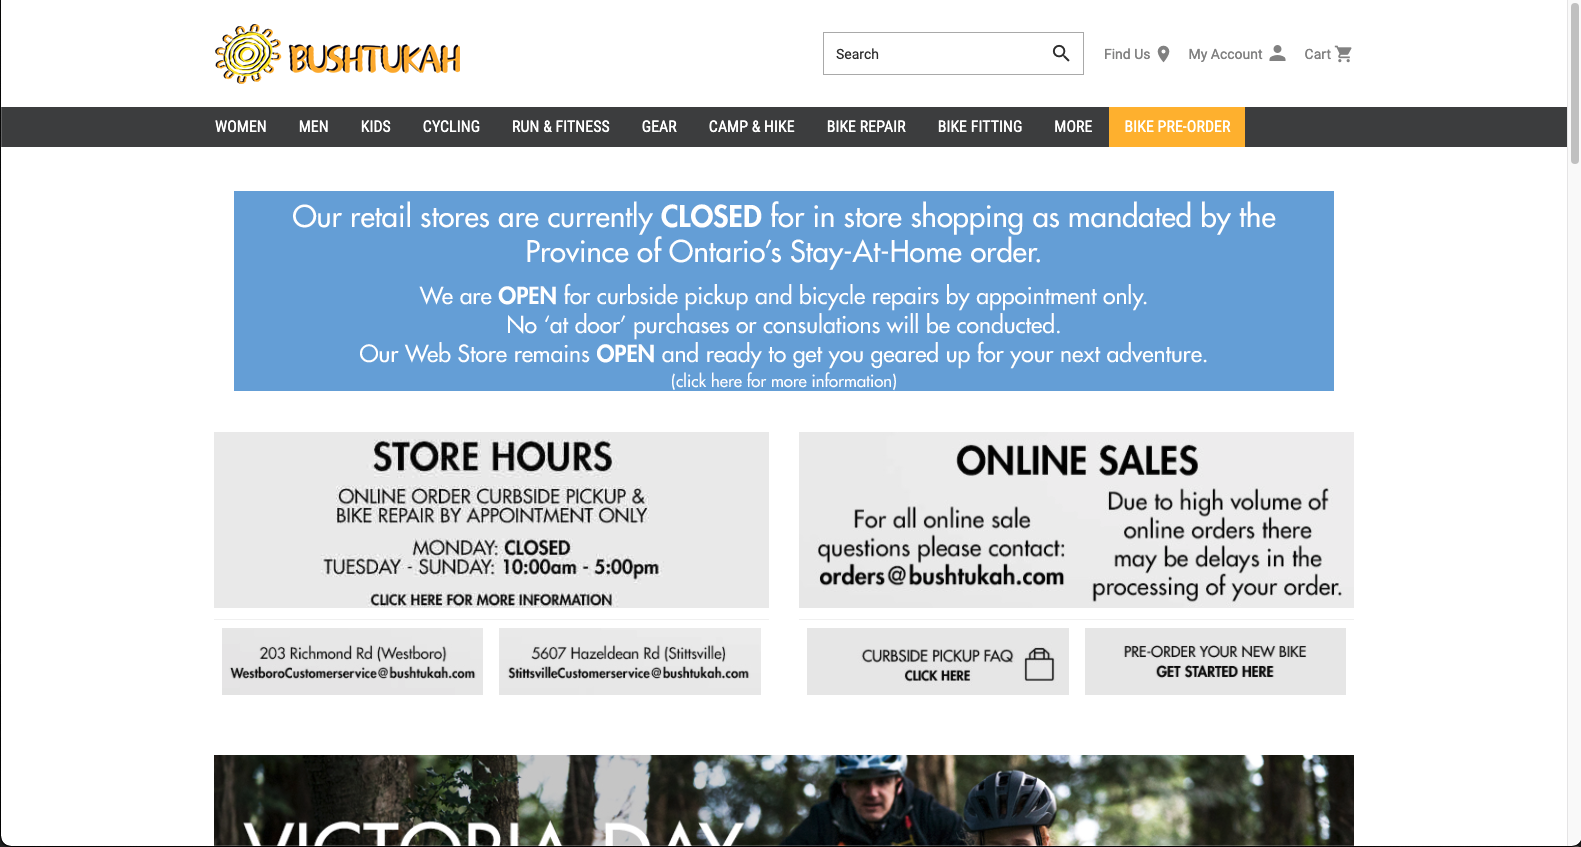 BUSHTUKAH
Search
Find Us
My Account
Cart
WOMEN MEN KIDS CYCLING RUN & FITNESS GEAR CAMP & HIKE BIKE REPAIR BIKE FITTING MORE BIKE PRE-ORDER
Our retail stores are currently CLOSED for in store shopping as mandated by the
Province of Ontario's Stay-At-Home order.
We are OPEN for curbside pickup and bicycle repairs by appointment only.
No 'at door' purchases or consulations will be conducted.
Our Web Store remains OPEN and ready to get you geared up for your next adventure.
(click here for more information)
STORE HOURS
ONLINE ORDER CURBSIDE PICKUP &
BIKE REPAIR BY APPOINTMENT ONLY
MONDAY: CLOSED
TUESDAY - SUNDAY: 10:00am - 5:00pm
CLICK HERE FOR MORE INFORMATION
203 Richmond Rd (Westboro)
WestboroCustomerservice@bushtukah.com
5607 Hazeldean Rd (Stittsville)
StittsvilleCustomerservice@bushtukah.com
ONLINE SALES
For all online sale
questions please contact:
orders@bushtukah.com
Due to high volume of
online orders there
may be delays in the
processing of your order.
CURBSIDE PICKUP FAQ
CLICK HERE
PRE-ORDER YOUR NEW BIKE
GET STARTED HERE
VICTORIA DAY